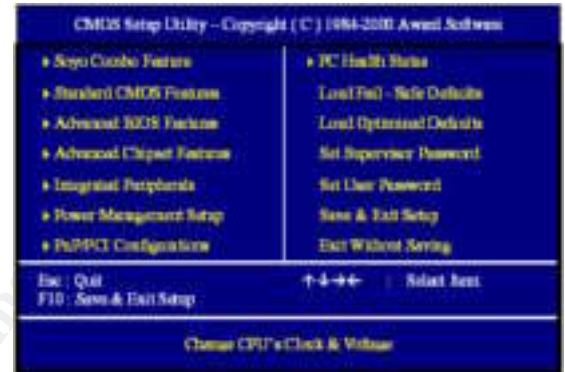 CMOS Setup Utility – Copyright ( C ) 1984-2000 Award Software
Soyo Combo Feature
Standard CMOS Features
Advanced BIOS Features
Advanced Chipset Features
Integrated Peripherals
Power Management Setup
PnP/PCI Configurations
PC Health Status
Load Fail - Safe Defaults
Load Optimized Defaults
Set Supervisor Password
Set User Password
Save & Exit Setup
Exit Without Saving
Esc : Quit
F10 : Save & Exit Setup
↑↓→← : Select Item
Change CPU's Clock & Voltage